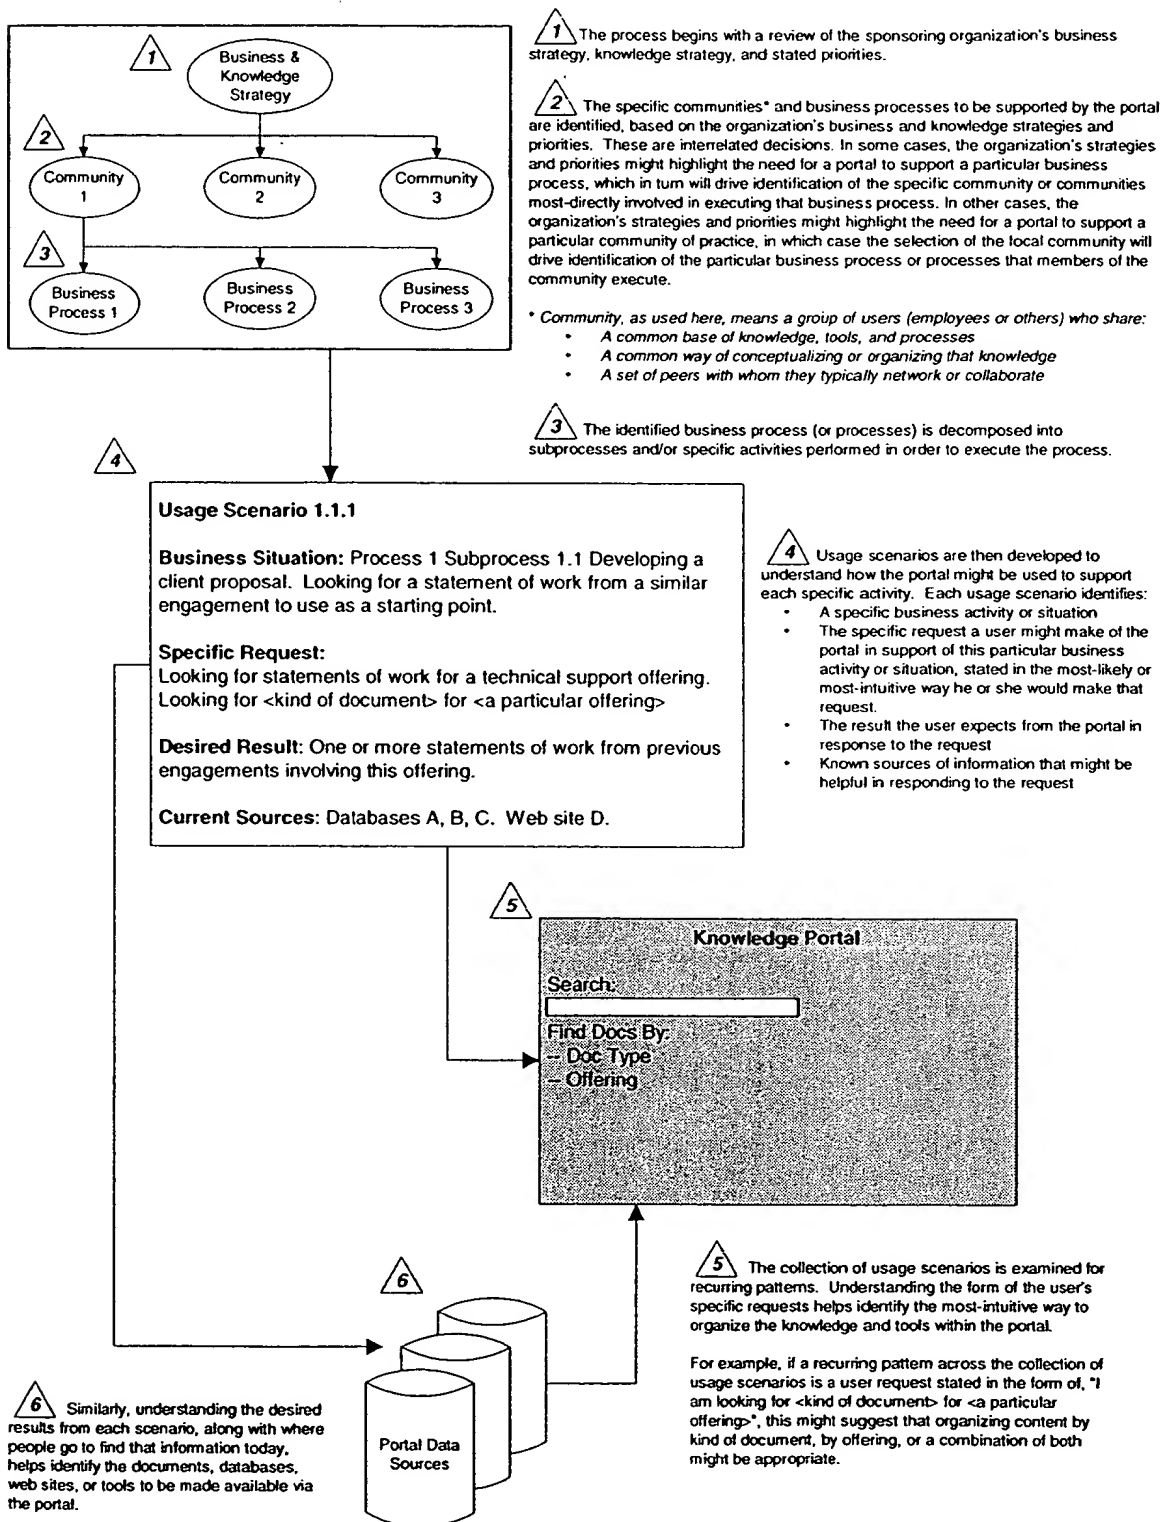 1
Business &
Knowledge
Strategy
2
Community
1
Community
2
Community
3
3
Business
Process 1
Business
Process 2
Business
Process 3
1 The process begins with a review of the sponsoring organization's business
strategy, knowledge strategy, and stated priorities.
2 The specific communities* and business processes to be supported by the portal
are identified, based on the organization's business and knowledge strategies and
priorities. These are interrelated decisions. In some cases, the organization's strategies
and priorities might highlight the need for a portal to support a particular business
process, which in turn will drive identification of the specific community or communities
most-directly involved in executing that business process. In other cases, the
organization's strategies and priorities might highlight the need for a portal to support a
particular community of practice, in which case the selection of the focal community will
drive identification of the particular business process or processes that members of the
community execute.
* Community, as used here, means a group of users (employees or others) who share:
• A common base of knowledge, tools, and processes
• A common way of conceptualizing or organizing that knowledge
• A set of peers with whom they typically network or collaborate
3 The identified business process (or processes) is decomposed into
subprocesses and/or specific activities performed in order to execute the process.
4
Usage Scenario 1.1.1
Business Situation: Process 1 Subprocess 1.1 Developing a
client proposal. Looking for a statement of work from a similar
engagement to use as a starting point.
Specific Request:
Looking for statements of work for a technical support offering.
Looking for <kind of document> for <a particular offering>
Desired Result: One or more statements of work from previous
engagements involving this offering.
Current Sources: Databases A, B, C. Web site D.
4 Usage scenarios are then developed to
understand how the portal might be used to support
each specific activity. Each usage scenario identifies:
• A specific business activity or situation
• The specific request a user might make of the
portal in support of this particular business
activity or situation, stated in the most-likely or
most-intuitive way he or she would make that
request.
• The result the user expects from the portal in
response to the request
• Known sources of information that might be
helpful in responding to the request
5
Knowledge Portal
Search:
Find Docs By:
– Doc Type
– Offering
5 The collection of usage scenarios is examined for
recurring patterns. Understanding the form of the user's
specific requests helps identify the most-intuitive way to
organize the knowledge and tools within the portal.
For example, if a recurring pattern across the collection of
usage scenarios is a user request stated in the form of, "I
am looking for <kind of document> for <a particular
offering>", this might suggest that organizing content by
kind of document, by offering, or a combination of both
might be appropriate.
6
Portal Data
Sources
6 Similarly, understanding the desired
results from each scenario, along with where
people go to find that information today,
helps identify the documents, databases,
web sites, or tools to be made available via
the portal.